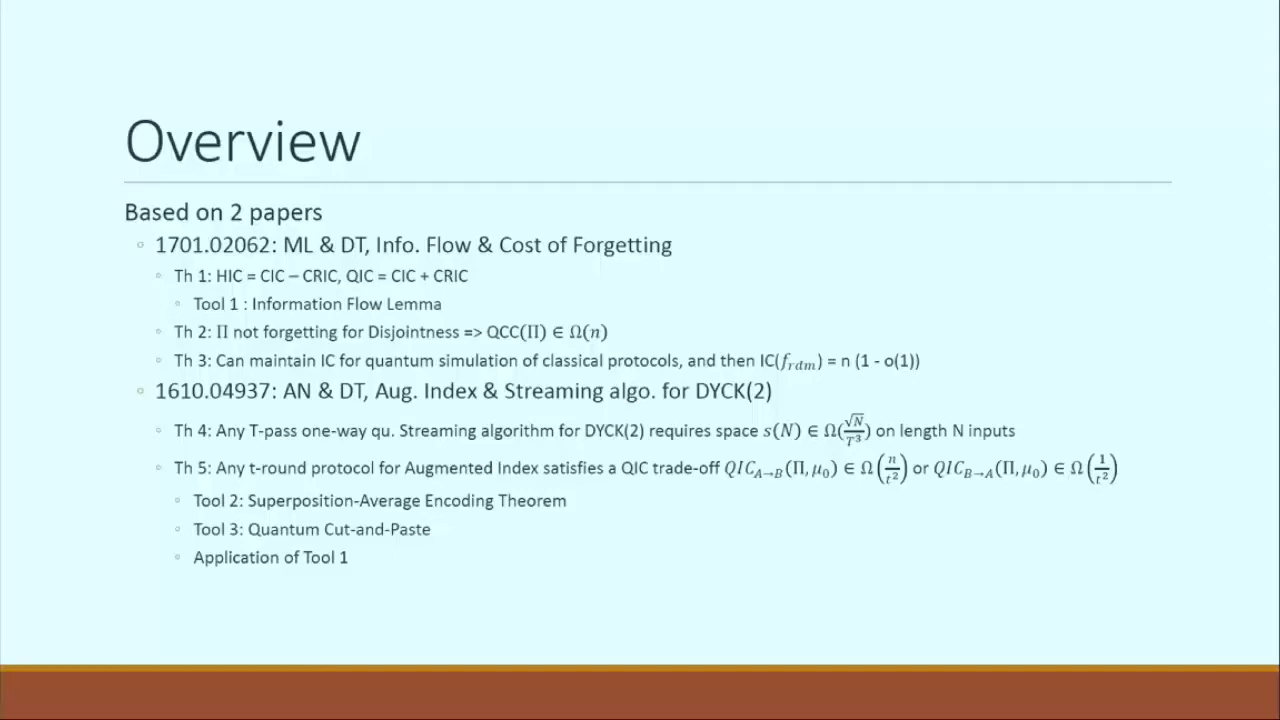 Overview
Based on 2 papers
◦ 1701.02062: ML & DT, Info. Flow & Cost of Forgetting
◦ Th 1: HIC = CIC – CRIC, QIC = CIC + CRIC
◦ Tool 1 : Information Flow Lemma
◦ Th 2: Π not forgetting for Disjointness => QCC(Π) ∈ Ω(n)
◦ Th 3: Can maintain IC for quantum simulation of classical protocols, and then IC(f_rdm) = n (1 - o(1))
◦ 1610.04937: AN & DT, Aug. Index & Streaming algo. for DYCK(2)
◦ Th 4: Any T-pass one-way qu. Streaming algorithm for DYCK(2) requires space s(N) ∈ Ω(√N/T³) on length N inputs
◦ Th 5: Any t-round protocol for Augmented Index satisfies a QIC trade-off QIC_A→B(Π, μ₀) ∈ Ω(n/t²) or QIC_B→A(Π, μ₀) ∈ Ω(1/t²)
◦ Tool 2: Superposition-Average Encoding Theorem
◦ Tool 3: Quantum Cut-and-Paste
◦ Application of Tool 1